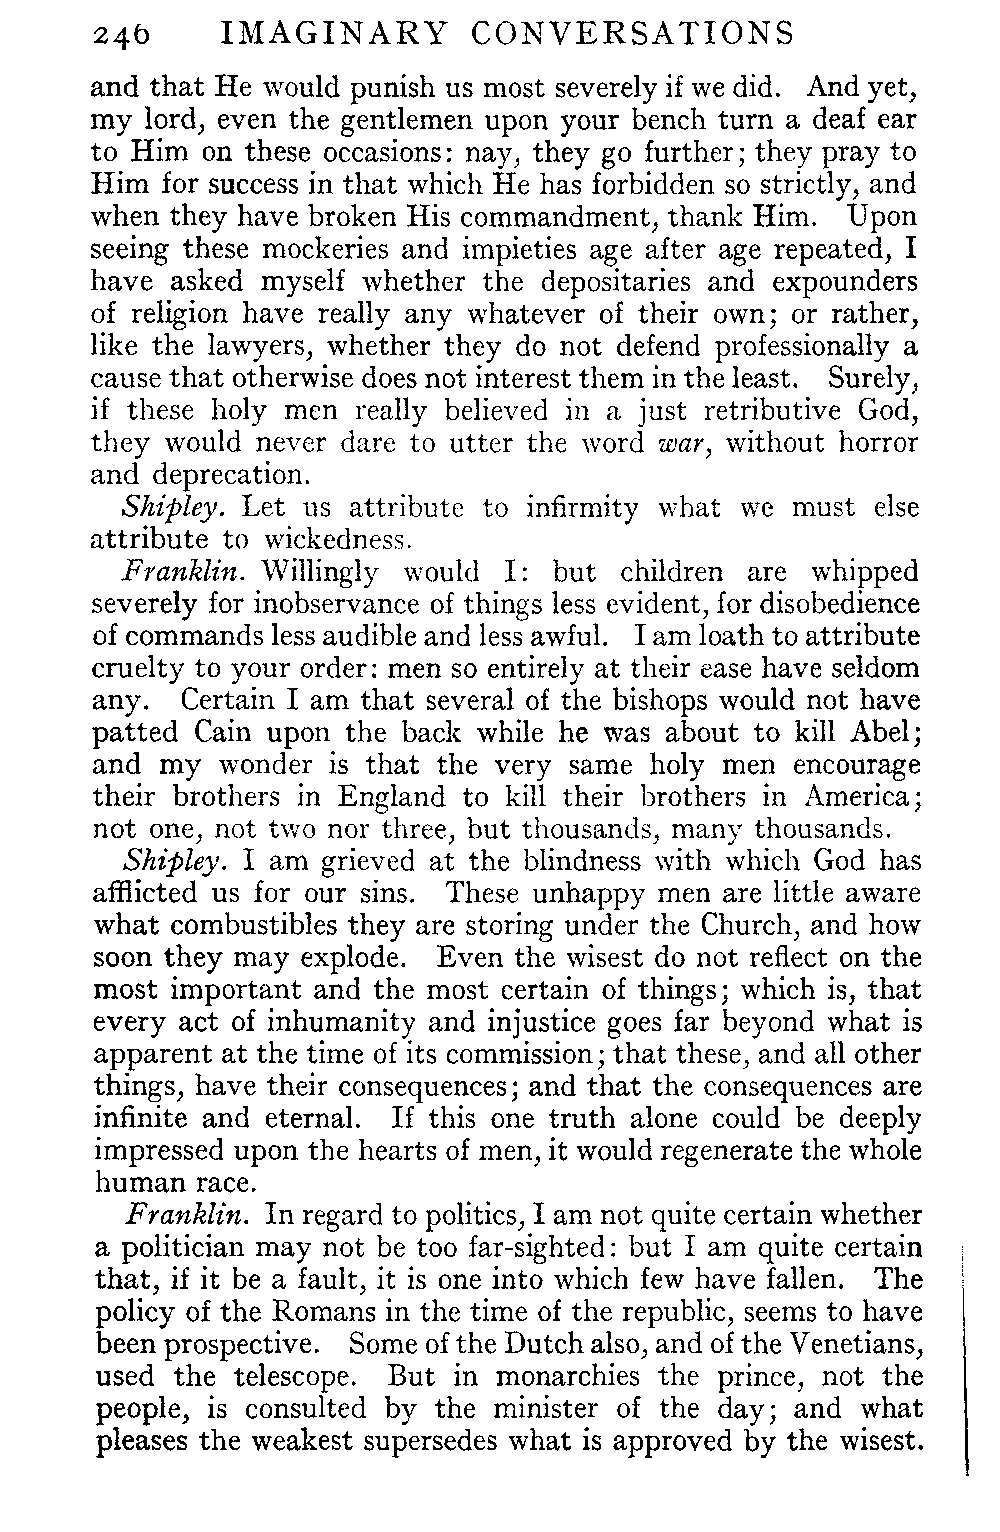 246 IMAGINARY CONVERSATIONS
and that He would punish us most severely if we did. And yet,
my lord, even the gentlemen upon your bench turn a deaf ear
to Him on these occasions: nay, they go further; they pray to
Him for success in that which He has forbidden so strictly, and
when they have broken His commandment, thank Him. Upon
seeing these mockeries and impieties age after age repeated, I
have asked myself whether the depositaries and expounders
of religion have really any whatever of their own; or rather,
like the lawyers, whether they do not defend professionally a
cause that otherwise does not interest them in the least. Surely,
if these holy men really believed in a just retributive God,
they would never dare to utter the word war, without horror
and deprecation.
Shipley. Let us attribute to infirmity what we must else
attribute to wickedness.
Franklin. Willingly would I: but children are whipped
severely for inobservance of things less evident, for disobedience
of commands less audible and less awful. I am loath to attribute
cruelty to your order: men so entirely at their ease have seldom
any. Certain I am that several of the bishops would not have
patted Cain upon the back while he was about to kill Abel;
and my wonder is that the very same holy men encourage
their brothers in England to kill their brothers in America;
not one, not two nor three, but thousands, many thousands.
Shipley. I am grieved at the blindness with which God has
afflicted us for our sins. These unhappy men are little aware
what combustibles they are storing under the Church, and how
soon they may explode. Even the wisest do not reflect on the
most important and the most certain of things; which is, that
every act of inhumanity and injustice goes far beyond what is
apparent at the time of its commission; that these, and all other
things, have their consequences; and that the consequences are
infinite and eternal. If this one truth alone could be deeply
impressed upon the hearts of men, it would regenerate the whole
human race.
Franklin. In regard to politics, I am not quite certain whether
a politician may not be too far-sighted: but I am quite certain
that, if it be a fault, it is one into which few have fallen. The
policy of the Romans in the time of the republic, seems to have
been prospective. Some of the Dutch also, and of the Venetians,
used the telescope. But in monarchies the prince, not the
people, is consulted by the minister of the day; and what
pleases the weakest supersedes what is approved by the wisest.